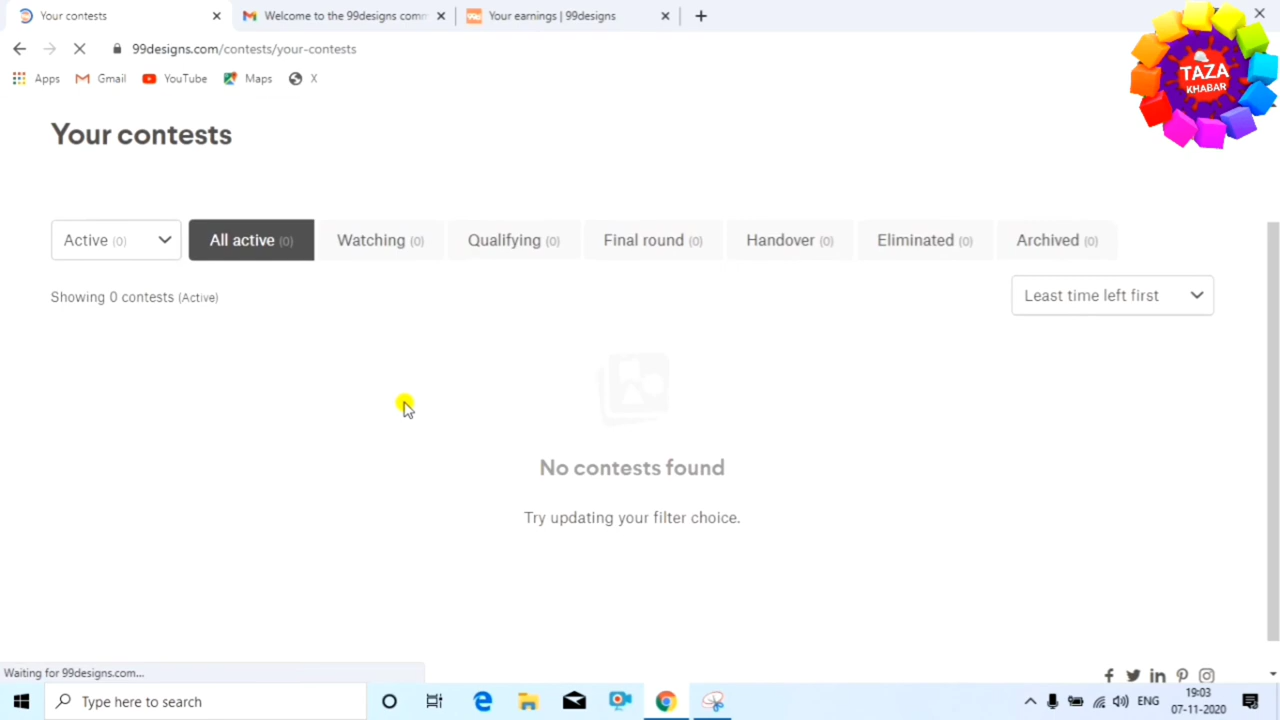 Your contests
Welcome to the 99designs comm
Your earnings | 99designs
99designs.com/contests/your-contests
Apps
Gmail
YouTube
Maps
X
TAZA
KHABAR
Your contests
Active (0)
All active (0)
Watching (0)
Qualifying (0)
Final round (0)
Handover (0)
Eliminated (0)
Archived (0)
Showing 0 contests (Active)
Least time left first
No contests found
Try updating your filter choice.
Waiting for 99designs.com...
Type here to search
ENG
19:03
07-11-2020